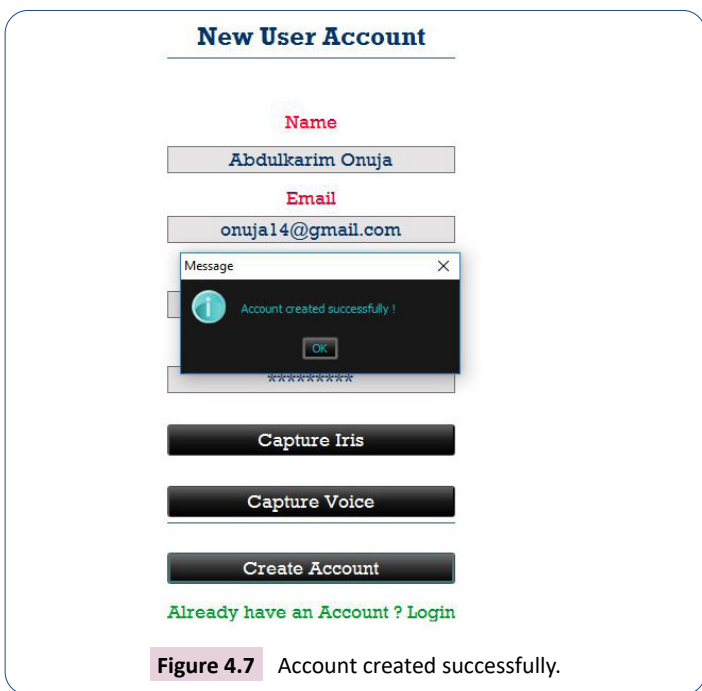 New User Account
Name
Abdulkarim Onuja
Email
onuja14@gmail.com
Message
Account created successfully !
OK
*********
Capture Iris
Capture Voice
Create Account
Already have an Account ? Login
Figure 4.7 Account created successfully.